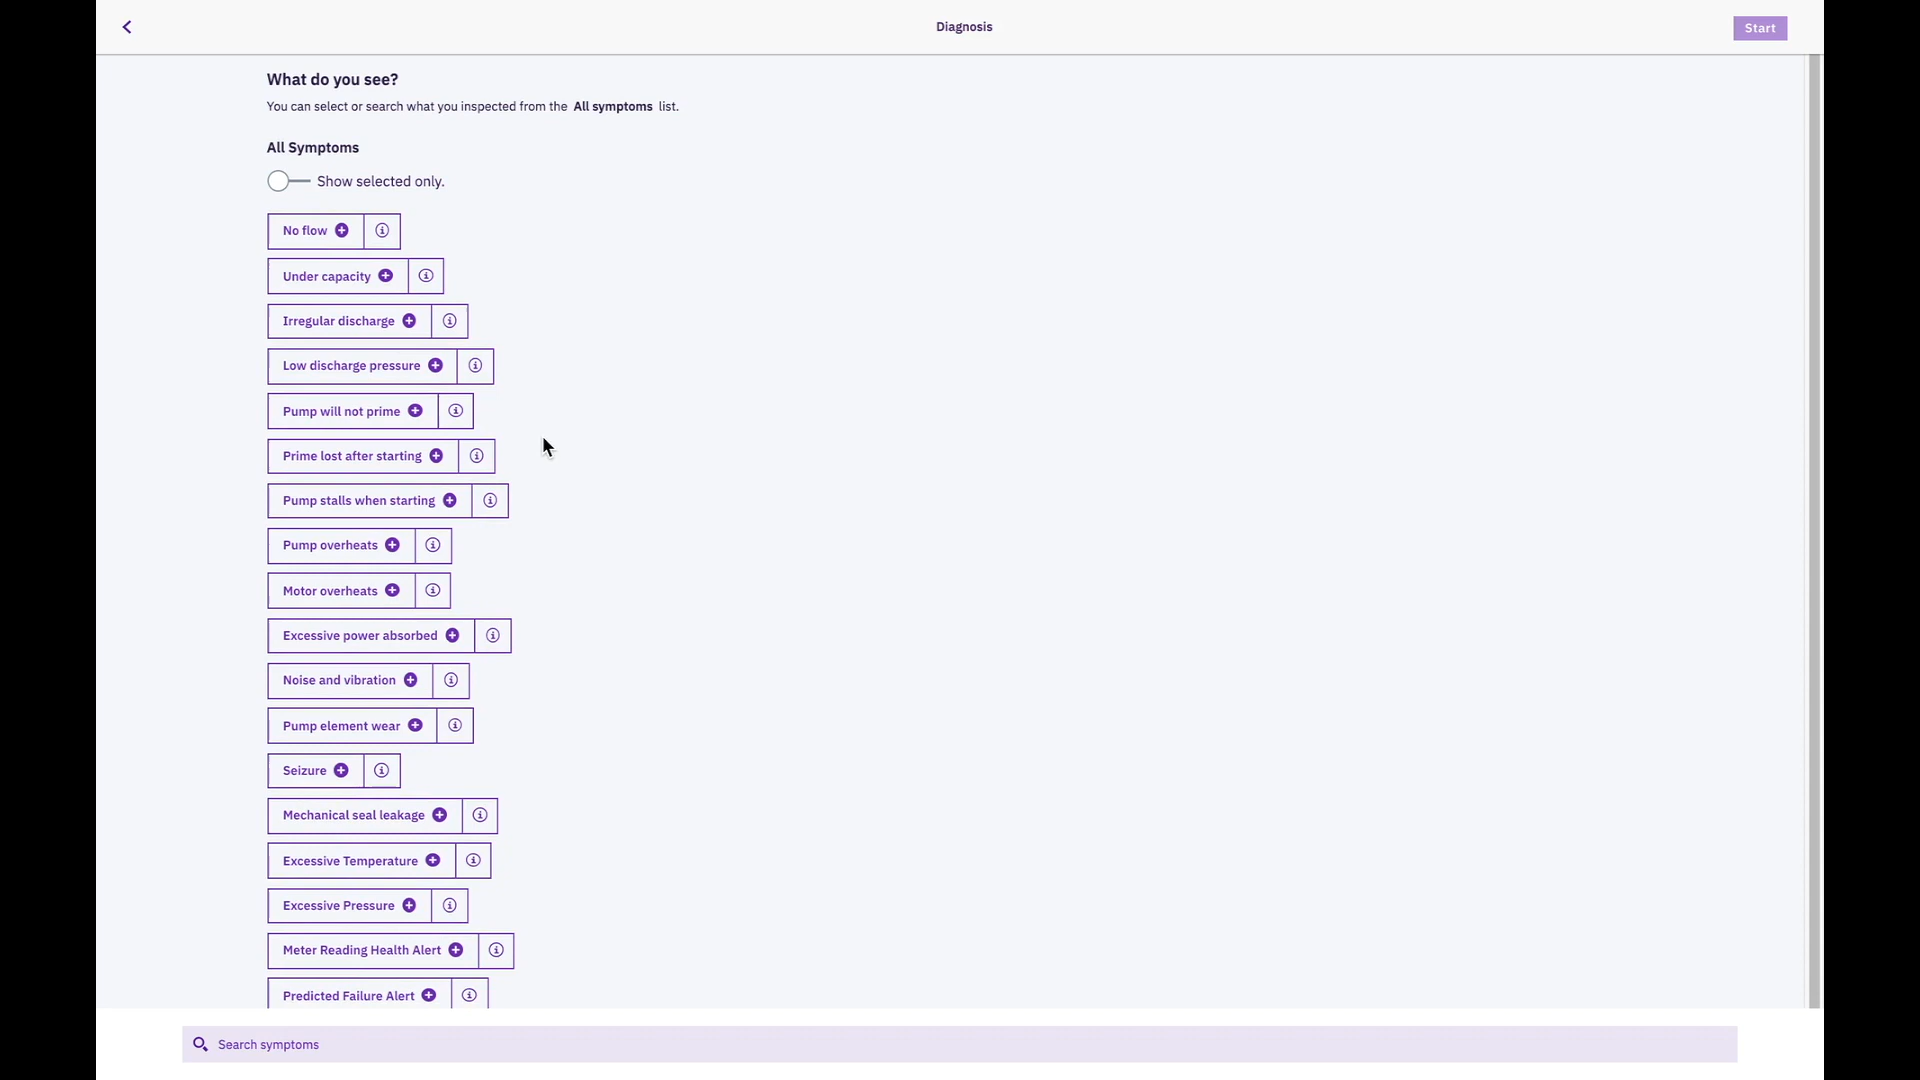 Diagnosis
Start
What do you see?
You can select or search what you inspected from the All symptoms list.
All Symptoms
Show selected only.
No flow
Under capacity
Irregular discharge
Low discharge pressure
Pump will not prime
Prime lost after starting
Pump stalls when starting
Pump overheats
Motor overheats
Excessive power absorbed
Noise and vibration
Pump element wear
Seizure
Mechanical seal leakage
Excessive Temperature
Excessive Pressure
Meter Reading Health Alert
Predicted Failure Alert
Search symptoms